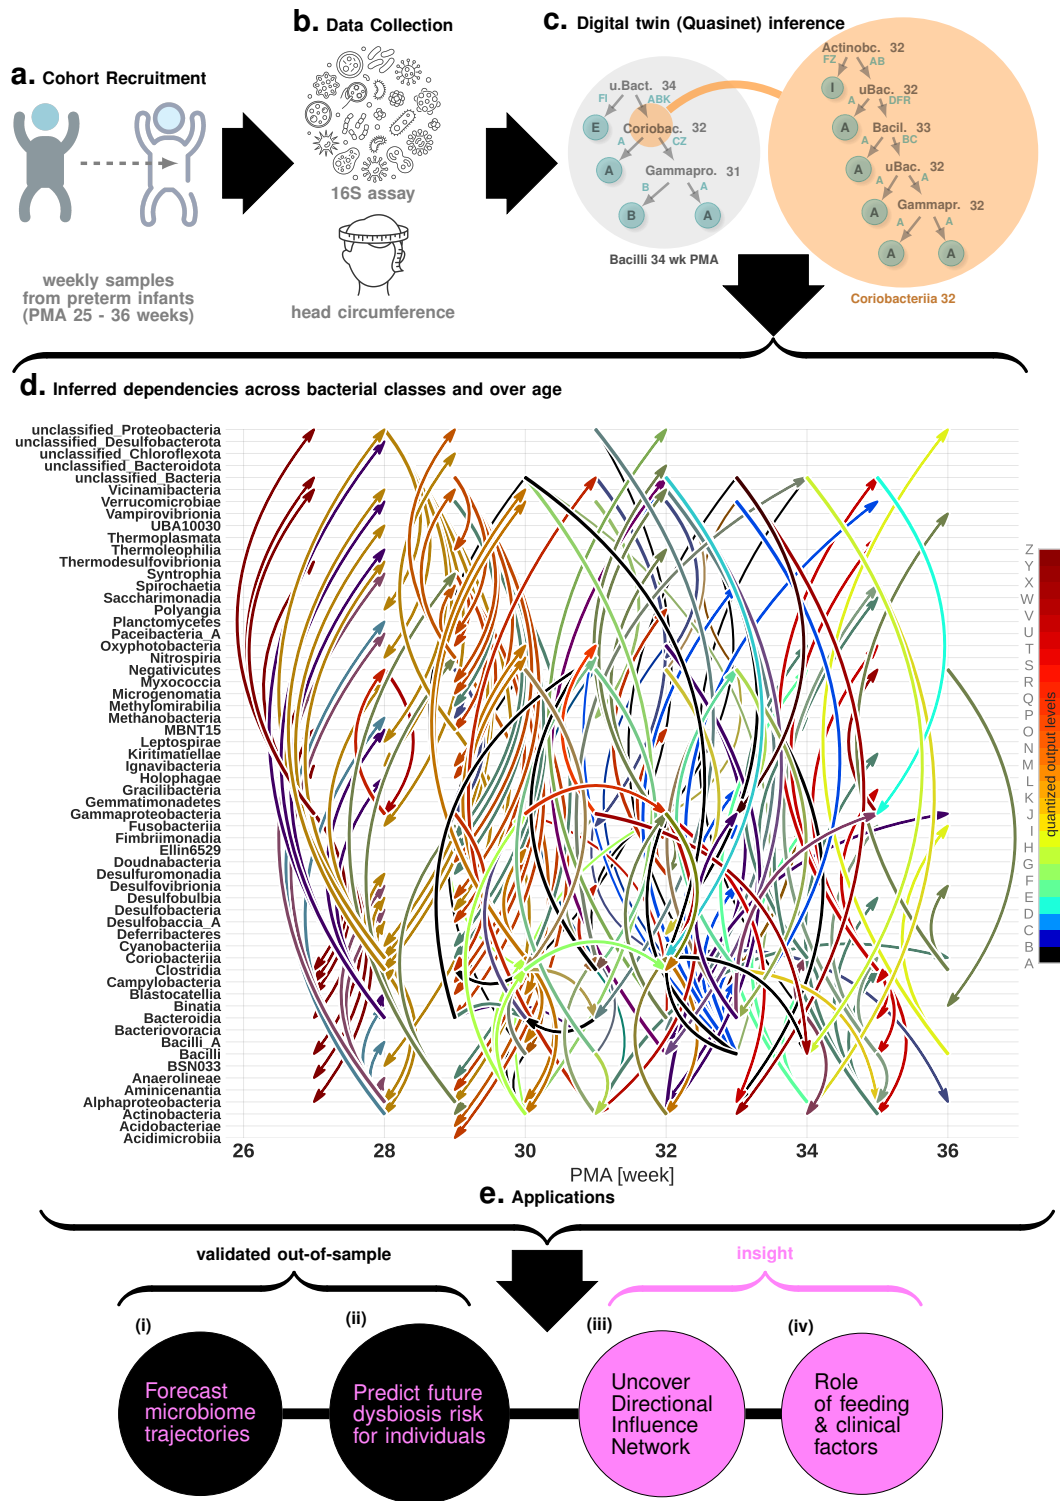 a. Cohort Recruitment
weekly samples
from preterm infants
(PMA 25 - 36 weeks)
b. Data Collection
16S assay
head circumference
c. Digital twin (Quasinet) inference
u.Bact. 34
FI
ABK
E
Coriobac. 32
A
CZ
A
Gammapro. 31
B
A
B
A
Bacilli 34 wk PMA
Actinobc. 32
FZ
AB
I
uBac. 32
A
DFR
A
Bacil. 33
A
BC
A
uBac. 32
A
A
A
Gammapr. 32
A
A
A
A
Coriobacteriia 32
d. Inferred dependencies across bacterial classes and over age
unclassified_Proteobacteria
unclassified_Desulfobacterota
unclassified_Chloroflexota
unclassified_Bacteroidota
unclassified_Bacteria
Vicinamibacteria
Verrucomicrobiae
Vampirovibrionia
UBA10030
Thermoplasmata
Thermoleophilia
Thermodesulfovibrionia
Syntrophia
Spirochaetia
Saccharimonadia
Polyangia
Planctomycetes
Paceibacteria_A
Oxyphotobacteria
Nitrospiria
Negativicutes
Myxococcia
Microgenomatia
Methylomirabilia
Methanobacteria
MBNT15
Leptospirae
Kiritimatiellae
Ignavibacteria
Holophagae
Gracilibacteria
Gemmatimonadetes
Gammaproteobacteria
Fusobacteriia
Fimbriimonadia
Ellin6529
Doudnabacteria
Desulfuromonadia
Desulfovibrionia
Desulfobulbia
Desulfobacteria
Desulfobaccia_A
Deferribacteres
Cyanobacteriia
Coriobacteriia
Clostridia
Campylobacteria
Blastocatellia
Binatia
Bacteroidia
Bacteriovoracia
Bacilli_A
Bacilli
BSN033
Anaerolineae
Aminicenantia
Alphaproteobacteria
Actinobacteria
Acidobacteriae
Acidimicrobiia
26 28 30 32 34 36
PMA [week]
Z
Y
X
W
V
U
T
S
R
Q
P
O
N
M
L
K
J
I
H
G
F
E
D
C
B
A
quantized output levels
e. Applications
validated out-of-sample
insight
(i)
Forecast
microbiome
trajectories
(ii)
Predict future
dysbiosis risk
for individuals
(iii)
Uncover
Directional
Influence
Network
(iv)
Role
of feeding
& clinical
factors